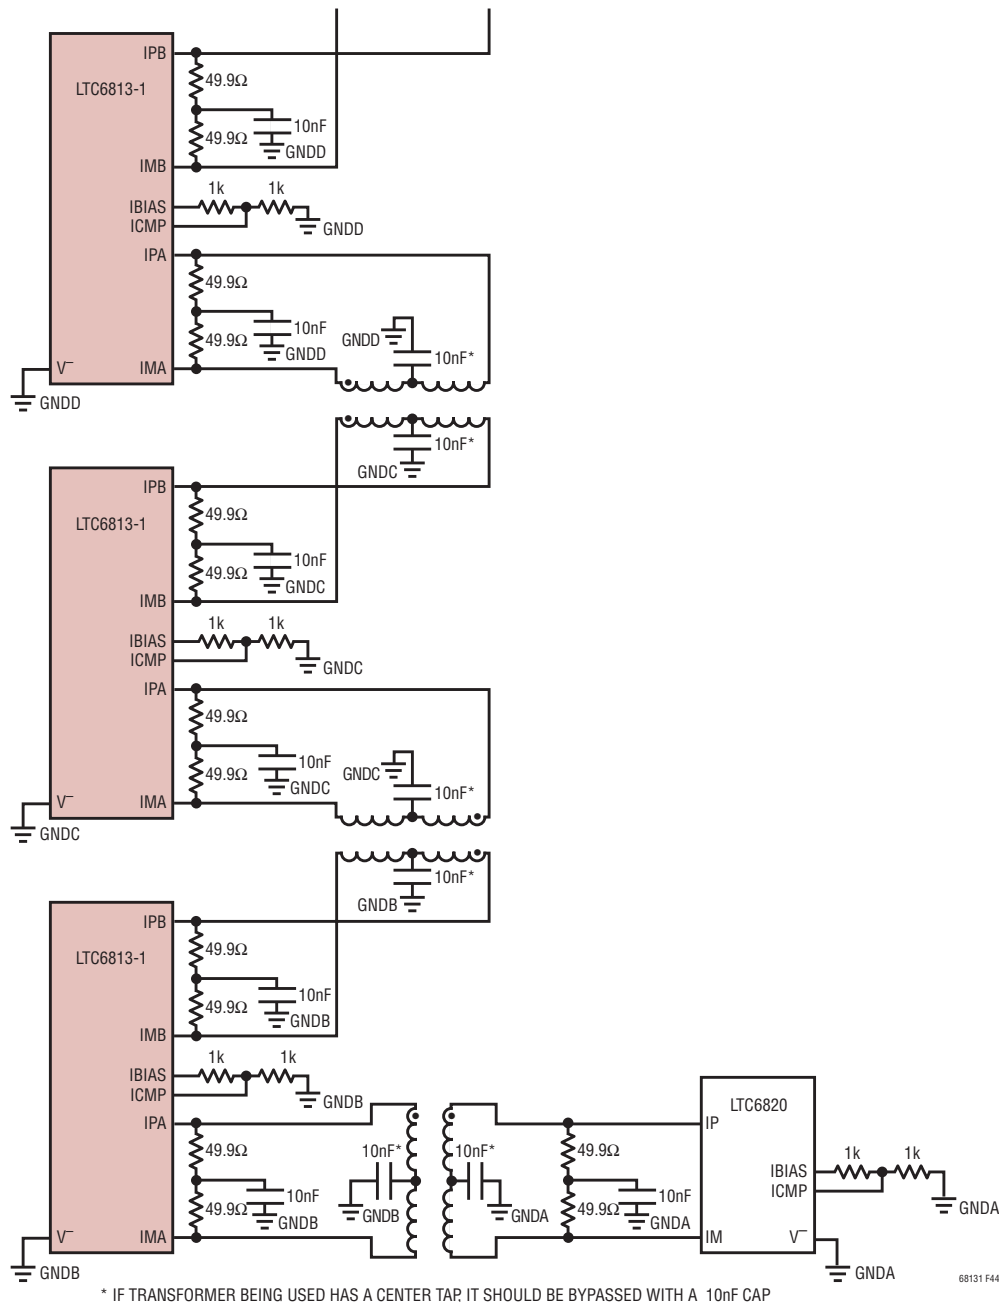 IPB
LTC6813-1
49.9Ω
10nF
49.9Ω
GNDD
IMB
1k 1k
IBIAS
GNDD
ICMP
IPA
49.9Ω
10nF
49.9Ω
GNDD
GNDD
10nF*
V–
IMA
GNDD
10nF*
GNDC
IPB
LTC6813-1
49.9Ω
10nF
49.9Ω
GNDC
IMB
1k 1k
IBIAS
GNDC
ICMP
IPA
49.9Ω
10nF
49.9Ω
GNDC
GNDC
10nF*
V–
IMA
GNDC
10nF*
GNDB
IPB
LTC6813-1
49.9Ω
10nF
49.9Ω
GNDB
IMB
1k 1k
IBIAS
GNDB
ICMP
IPA
49.9Ω
10nF
49.9Ω
GNDB
10nF*
GNDB
10nF*
GNDA
V–
IMA
GNDB
49.9Ω
10nF
49.9Ω
GNDA
LTC6820
IP
1k 1k
IBIAS
ICMP
GNDA
IM
V–
GNDA
68131 F44
* IF TRANSFORMER BEING USED HAS A CENTER TAP, IT SHOULD BE BYPASSED WITH A 10nF CAP